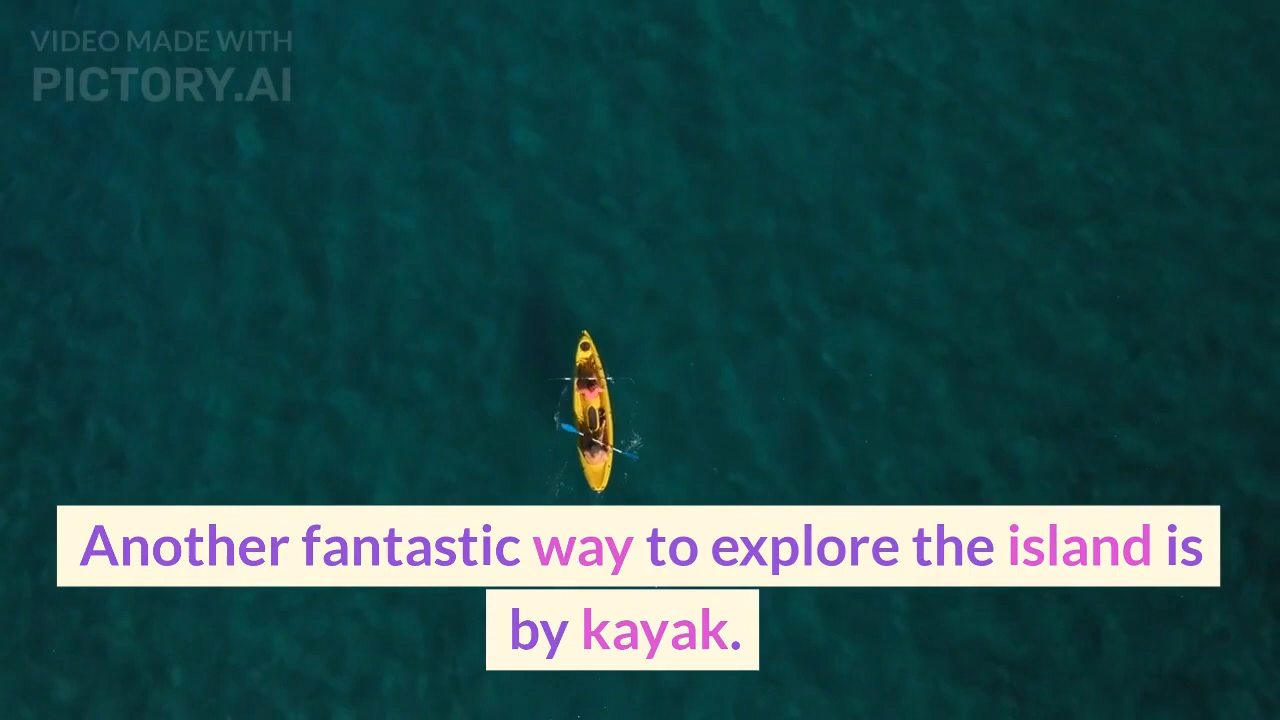 VIDEO MADE WITH
PICTORY.AI
Another fantastic way to explore the island is
by kayak.